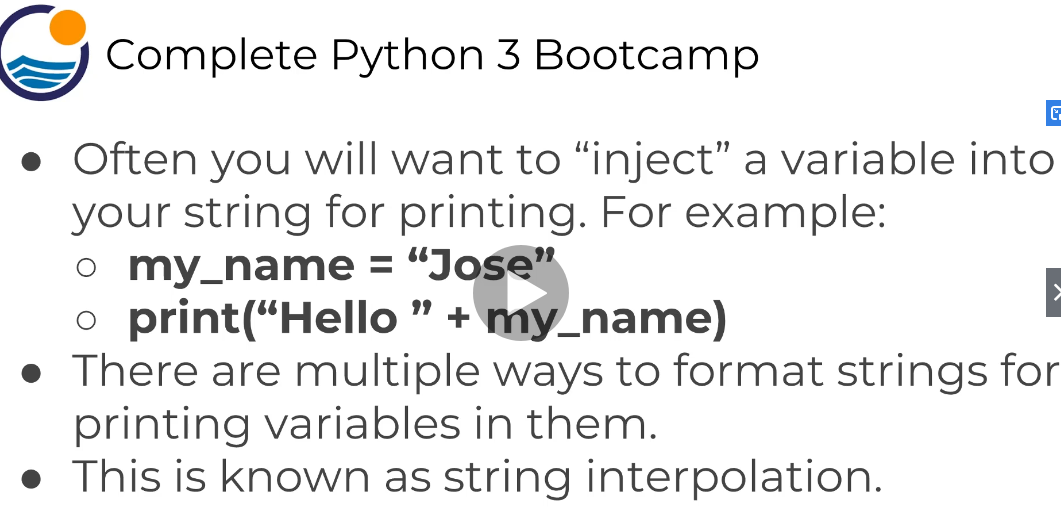 Complete Python 3 Bootcamp
● Often you will want to “inject” a variable into
your string for printing. For example:
○ my_name = “Jose”
○ print(“Hello ” + my_name)
● There are multiple ways to format strings for
printing variables in them.
● This is known as string interpolation.